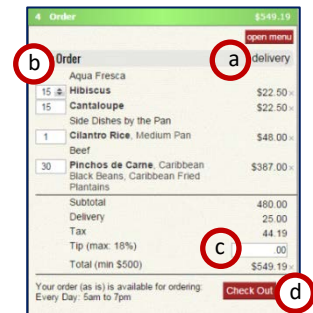 4 Order $549.19
open menu
b Order a delivery
Aqua Fresca
15 Hibiscus $22.50 ×
15 Cantaloupe $22.50 ×
Side Dishes by the Pan
1 Cilantro Rice, Medium Pan $48.00 ×
Beef
30 Pinchos de Carne, Caribbean $387.00 ×
Black Beans, Caribbean Fried
Plantains
Subtotal 480.00
Delivery 25.00
Tax 44.19
Tip (max: 18%) c .00
Total (min $500) $549.19 ×
Your order (as is) is available for ordering: Check Out d
Every Day: 5am to 7pm